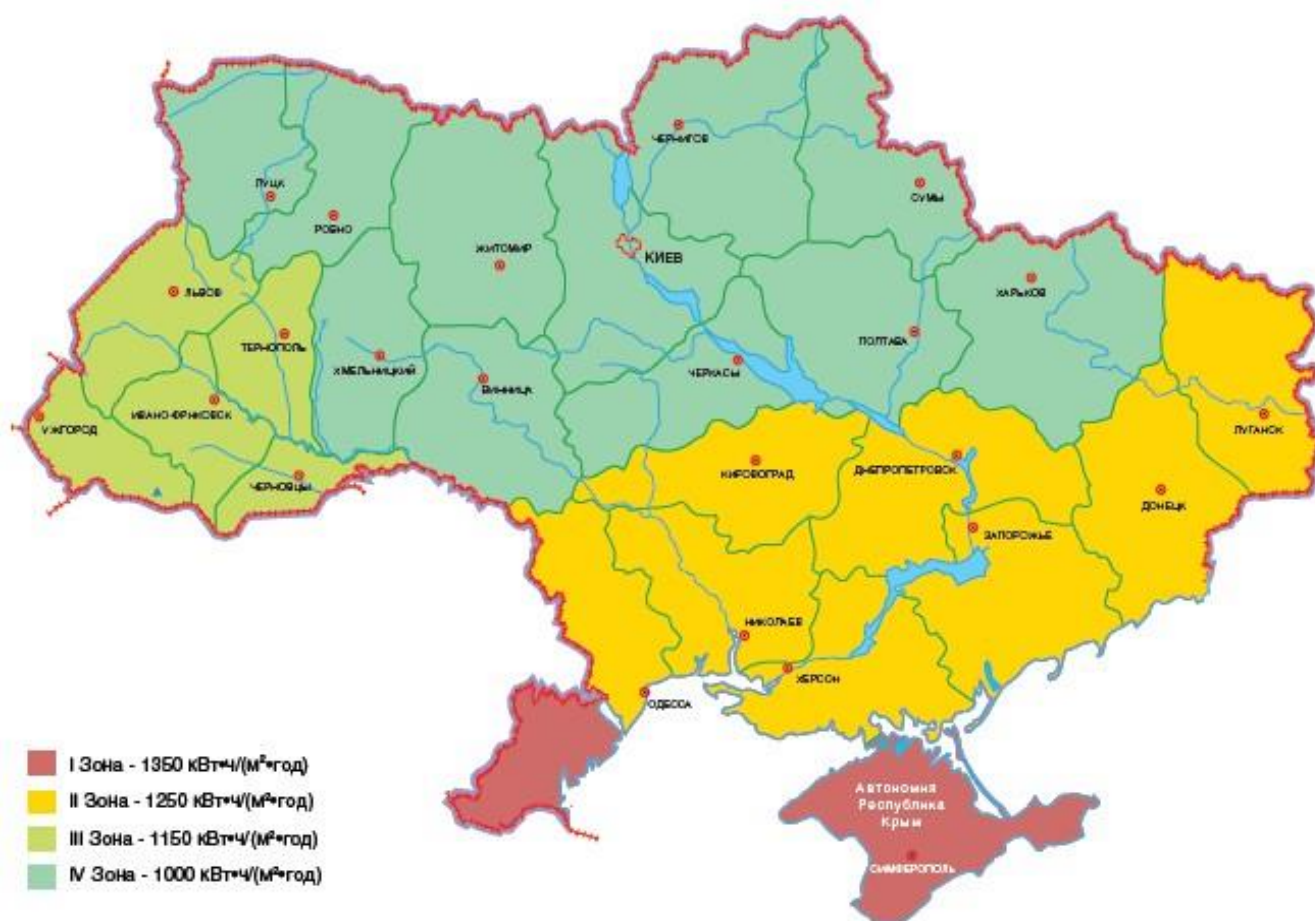 ЧЕРНИГОВ
ЛУЦК
СУМЫ
РОВНО
ЖИТОМИР
КИЕВ
ЛЬВОВ
ХАРЬКОВ
ТЕРНОПОЛЬ
ПОЛТАВА
ХМЕЛЬНИЦКИЙ
ЧЕРКАСЫ
ВИННИЦК
ИВАНО-ФРНКОВСК
УЖГОРОД
ЛУГАНСК
КИРОВОГРАД
ДНЕПРОПЕТРОВСК
ЧЕРНОВЦЫ
ДОНЕЦК
ЗАПОРОЖЬЕ
НИКОЛАЕВ
ХЕРСОН
ОДЕССА
I Зона - 1350 кВт•ч/(м²•год)
II Зона - 1250 кВт•ч/(м²•год)
III Зона - 1150 кВт•ч/(м²•год)
IV Зона - 1000 кВт•ч/(м²•год)
Автономия
Республика
Крым
СИМФЕРОПОЛЬ